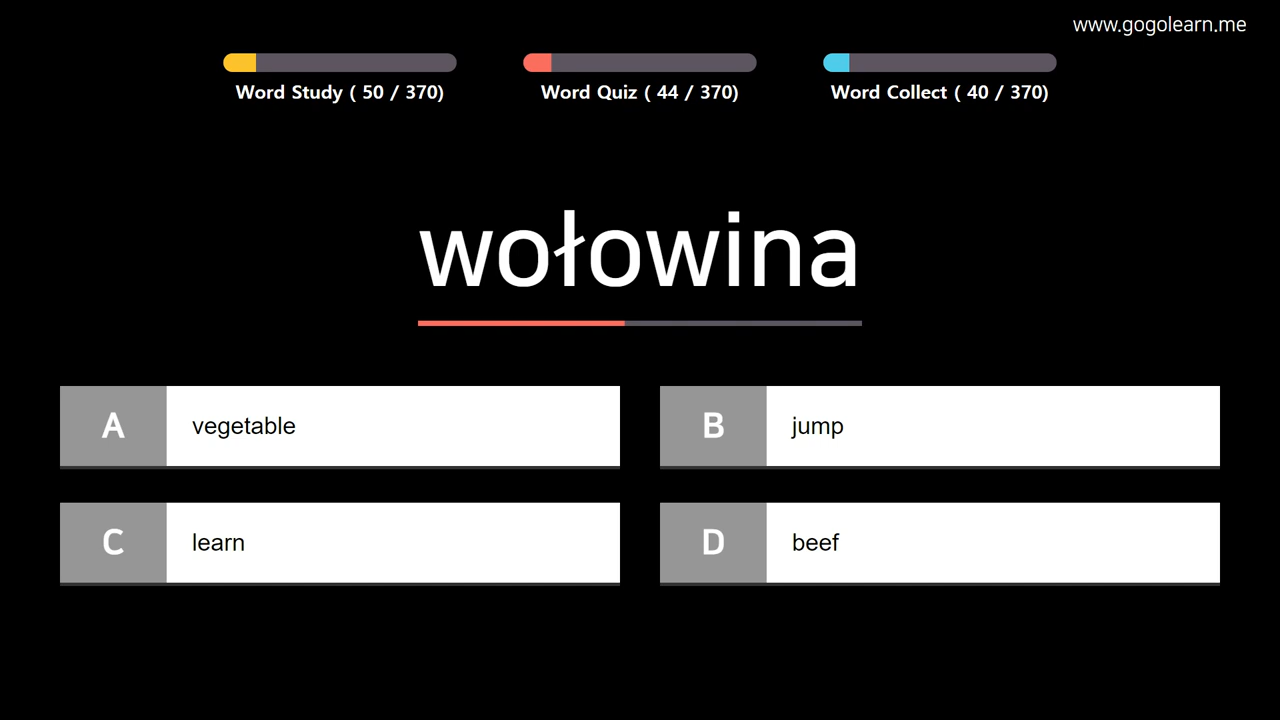 www.gogolearn.me
Word Study ( 50 / 370)
Word Quiz ( 44 / 370)
Word Collect ( 40 / 370)
wołowina
A vegetable
B jump
C learn
D beef